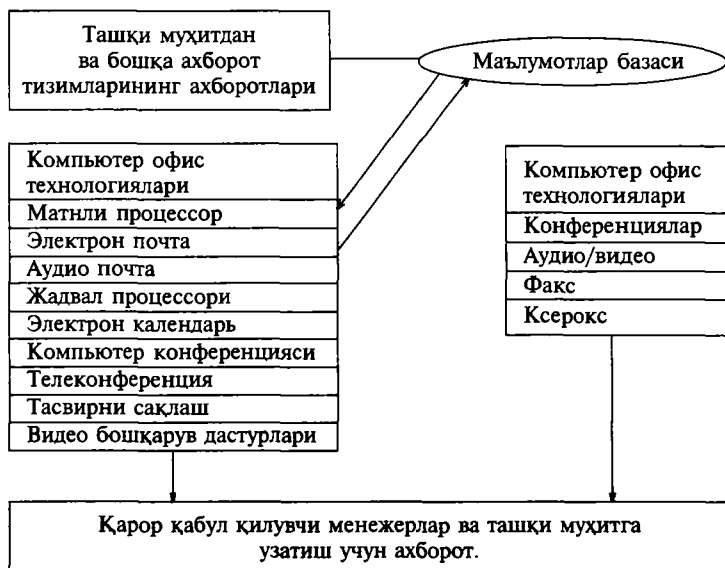 Ташқи муҳитдан
ва бошқа ахборот
тизимларининг ахборотлари
Маълумотлар базаси
Компьютер офис
технологиялари
Матнли процессор
Электрон почта
Аудио почта
Жадвал процессори
Электрон календарь
Компьютер конференцияси
Телеконференция
Тасвирни сақлаш
Видео бошқарув дастурлари
Компьютер офис
технологиялари
Конференциялар
Аудио/видео
Факс
Ксерокс
Қарор қабул қилувчи менежерлар ва ташқи муҳитга
узатиш учун ахборот.